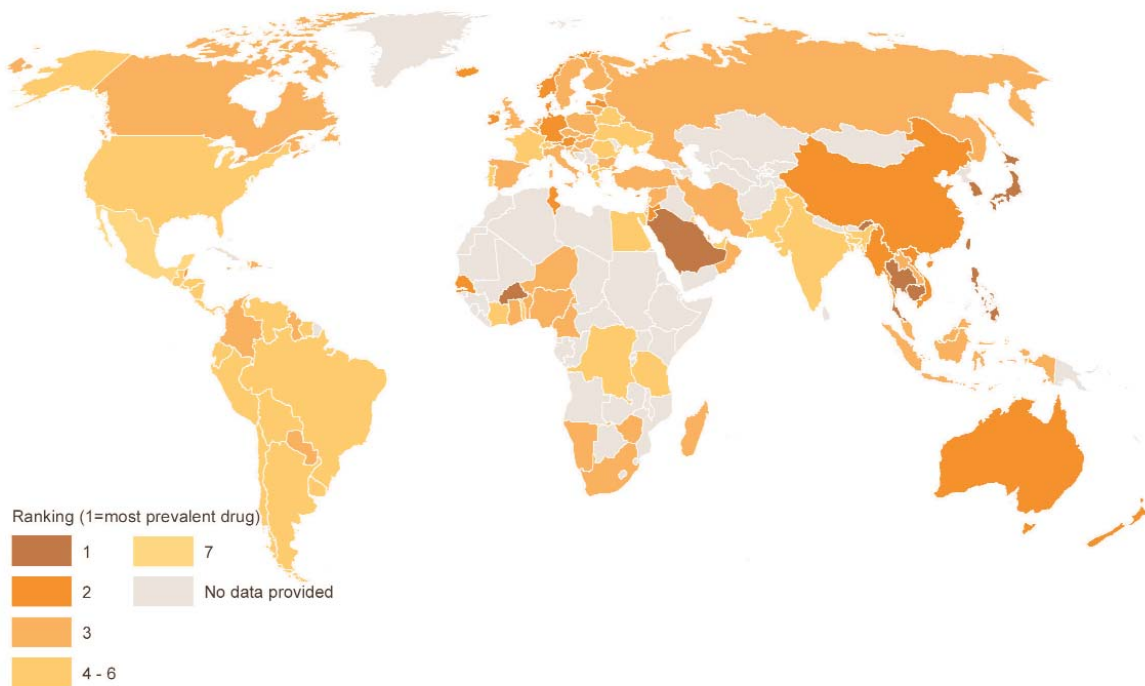 Ranking (1=most prevalent drug)
1
2
3
4 - 6
7
No data provided